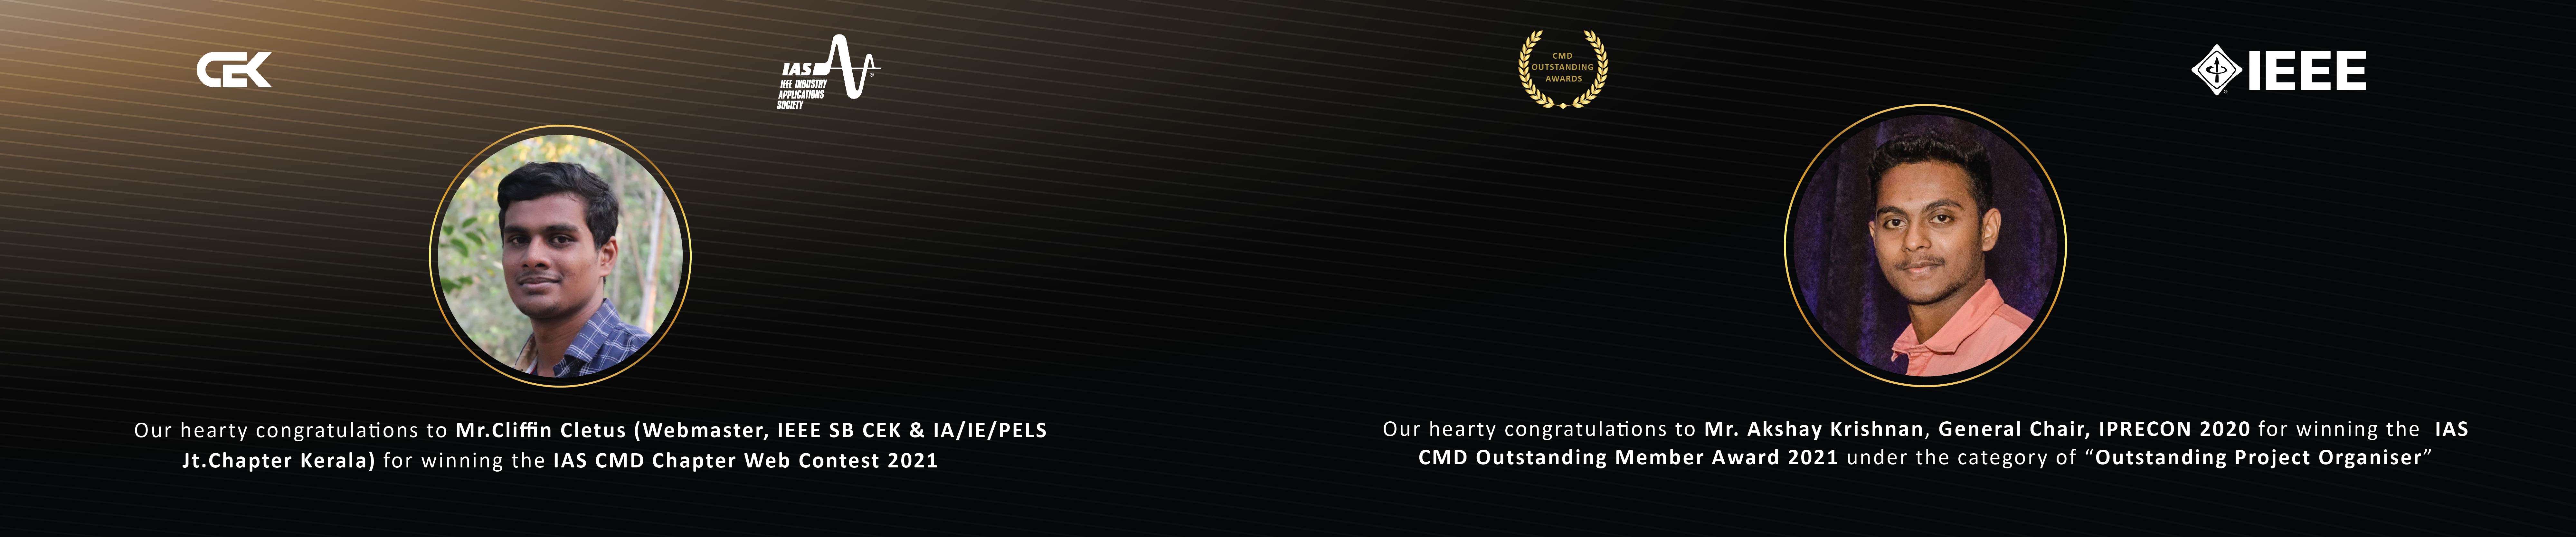 CEK
IAS
IEEE INDUSTRY
APPLICATIONS
SOCIETY
®
CMD
OUTSTANDING
AWARDS
IEEE
®
Our hearty congratulations to Mr.Cliffin Cletus (Webmaster, IEEE SB CEK & IA/IE/PELS
Jt.Chapter Kerala) for winning the IAS CMD Chapter Web Contest 2021
Our hearty congratulations to Mr. Akshay Krishnan, General Chair, IPRECON 2020 for winning the IAS
CMD Outstanding Member Award 2021 under the category of “Outstanding Project Organiser”